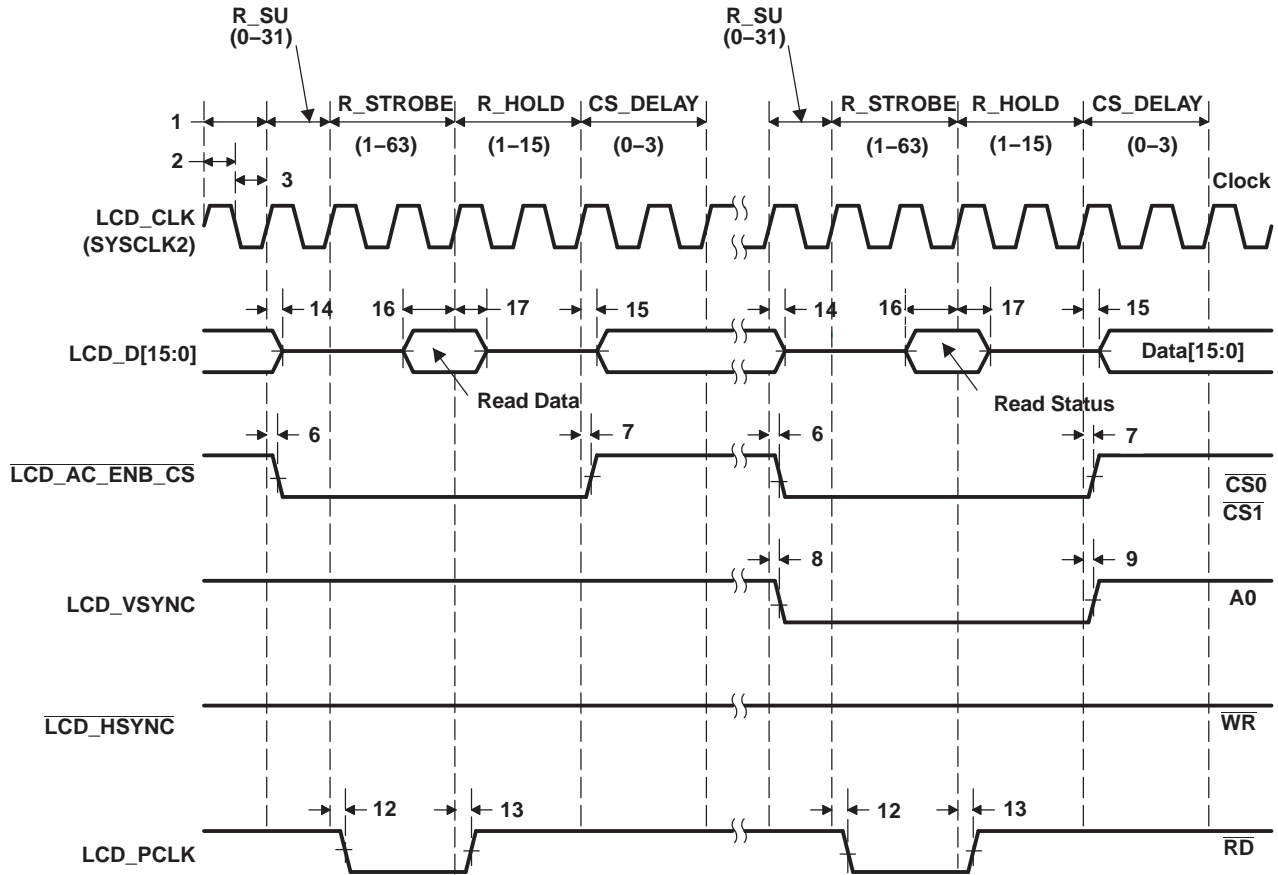 R_SU
(0–31)
R_SU
(0–31)
R_STROBE R_HOLD CS_DELAY
R_STROBE R_HOLD CS_DELAY
1
(1–63) (1–15) (0–3)
(1–63) (1–15) (0–3)
2
3
Clock
LCD_CLK
(SYSCLK2)
14 16 17 15
14 16 17 15
LCD_D[15:0]
Data[15:0]
Read Data
Read Status
6 7
6 7
LCD_AC_ENB_CS
CS0
CS1
8 9
LCD_VSYNC
A0
LCD_HSYNC
WR
12 13
12 13
LCD_PCLK
RD